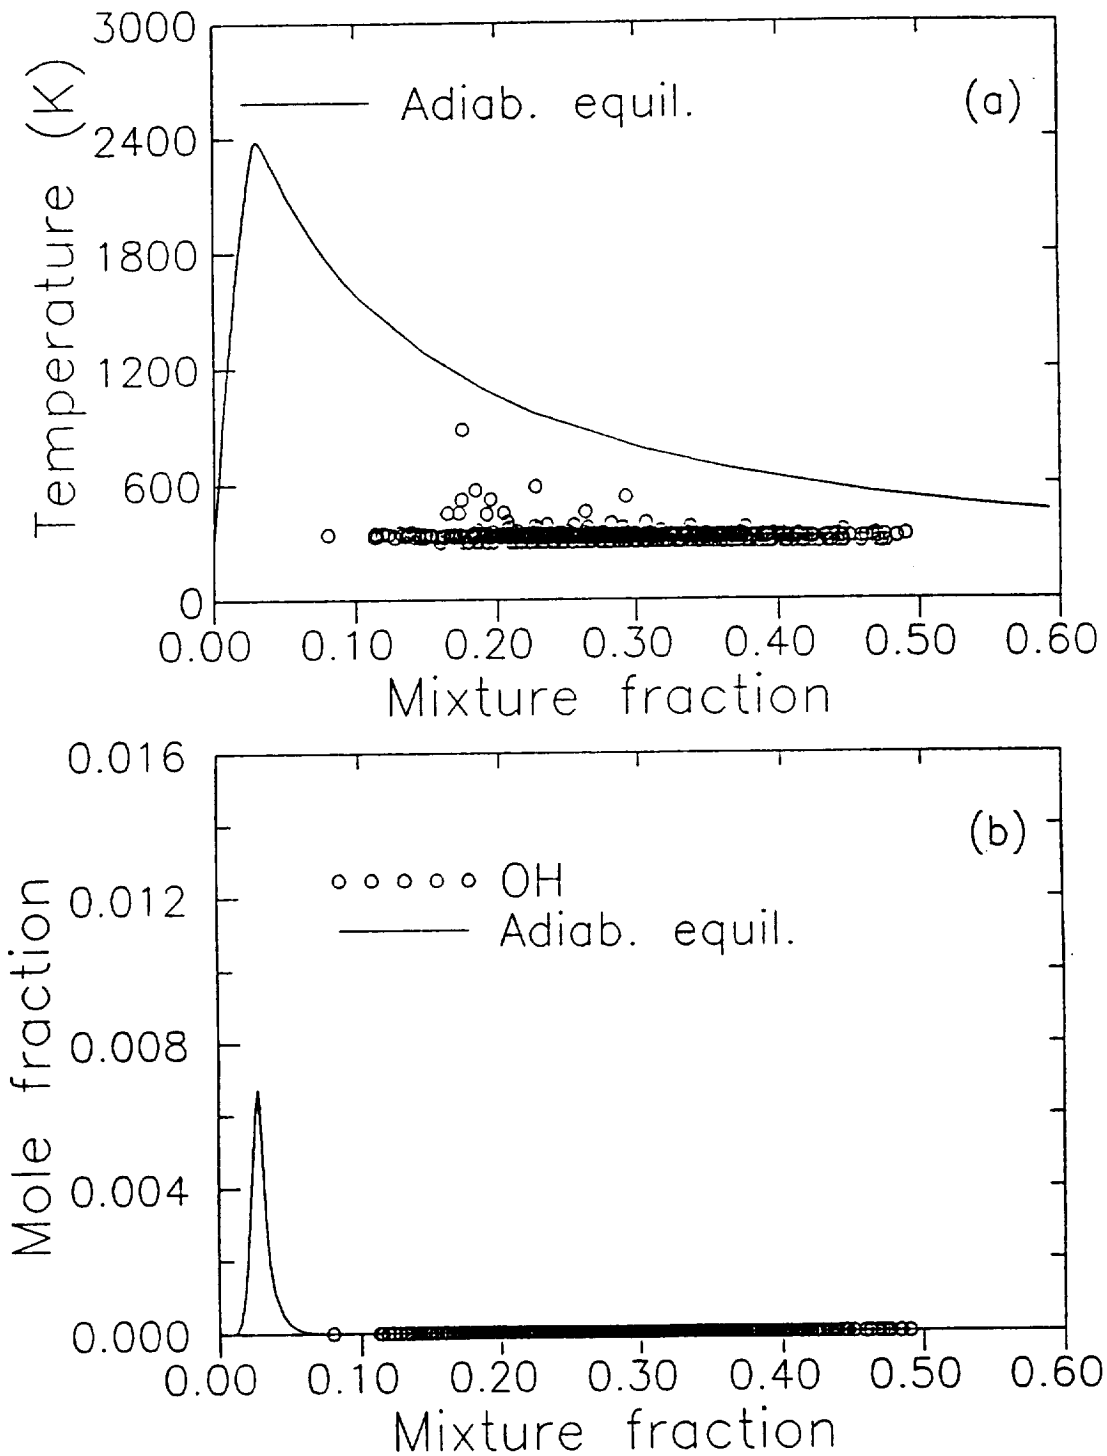 3000
2400
1800
1200
600
0
Temperature (K)
Adiab. equil.
(a)
0.00 0.10 0.20 0.30 0.40 0.50 0.60
Mixture fraction
0.016
0.012
0.008
0.004
0.000
Mole fraction
(b)
OH
Adiab. equil.
0.00 0.10 0.20 0.30 0.40 0.50 0.60
Mixture fraction